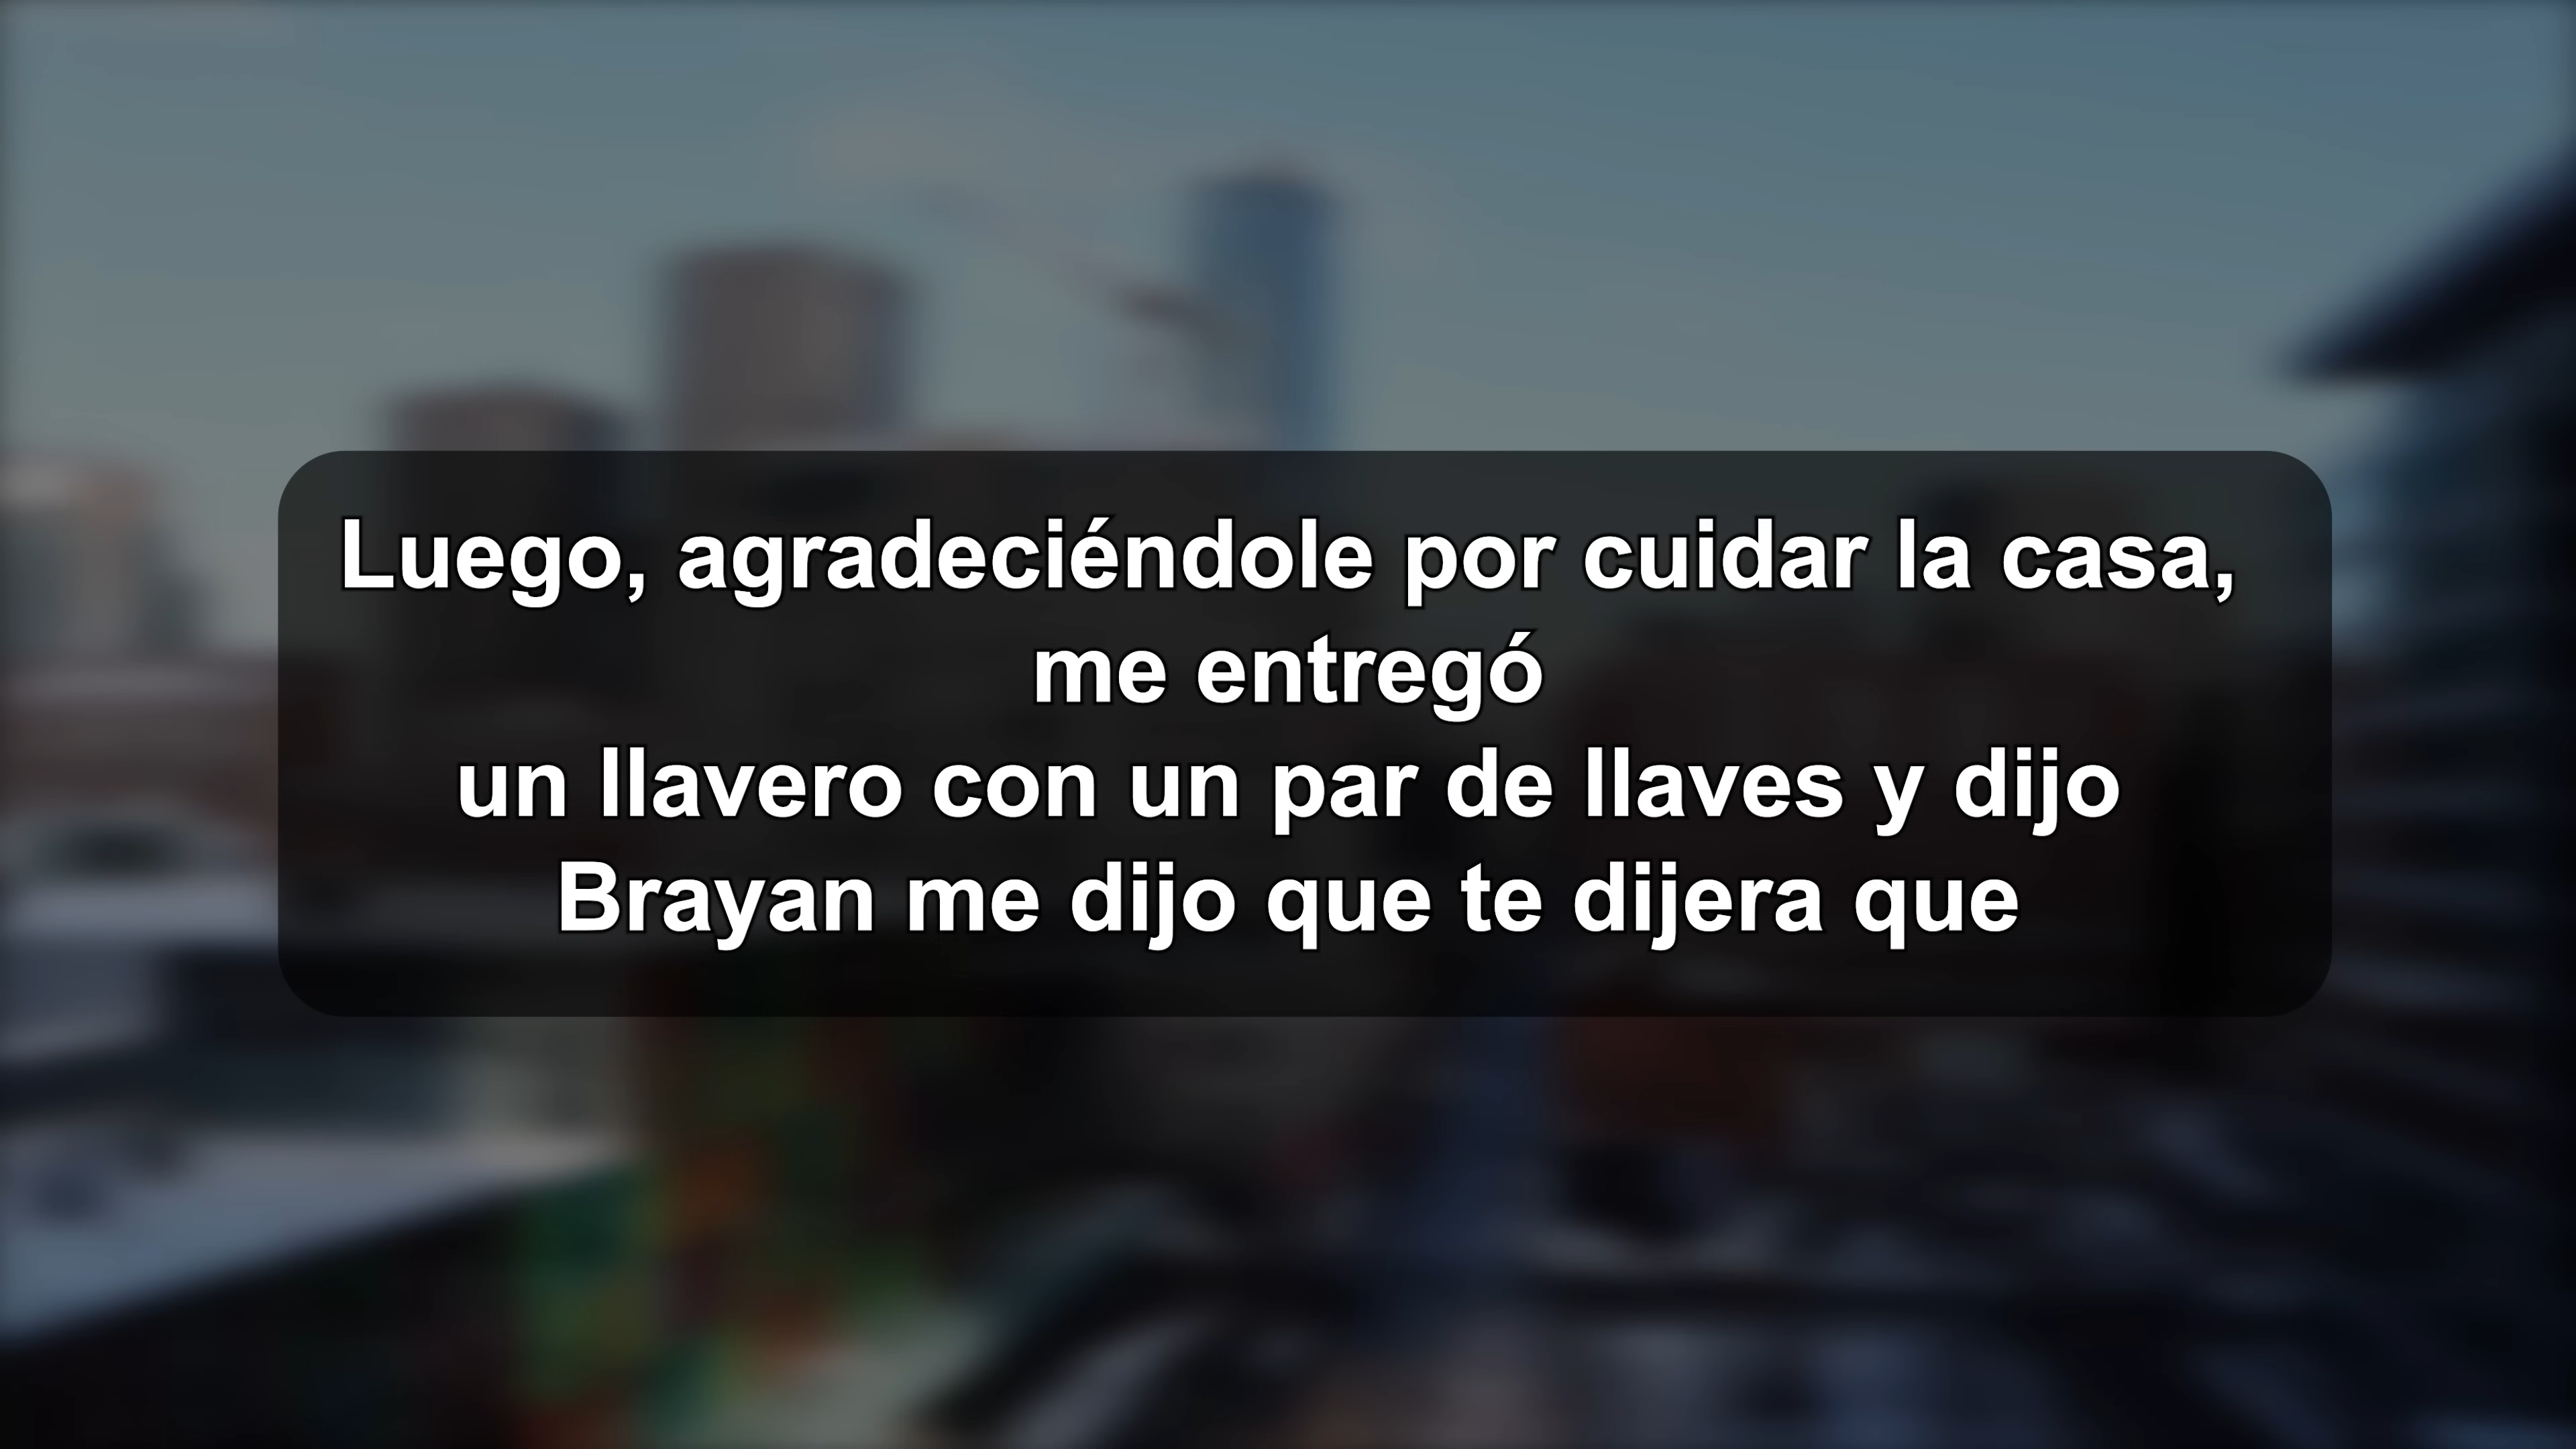 Luego, agradeciéndole por cuidar la casa,
me entregó
un llavero con un par de llaves y dijo
Brayan me dijo que te dijera que